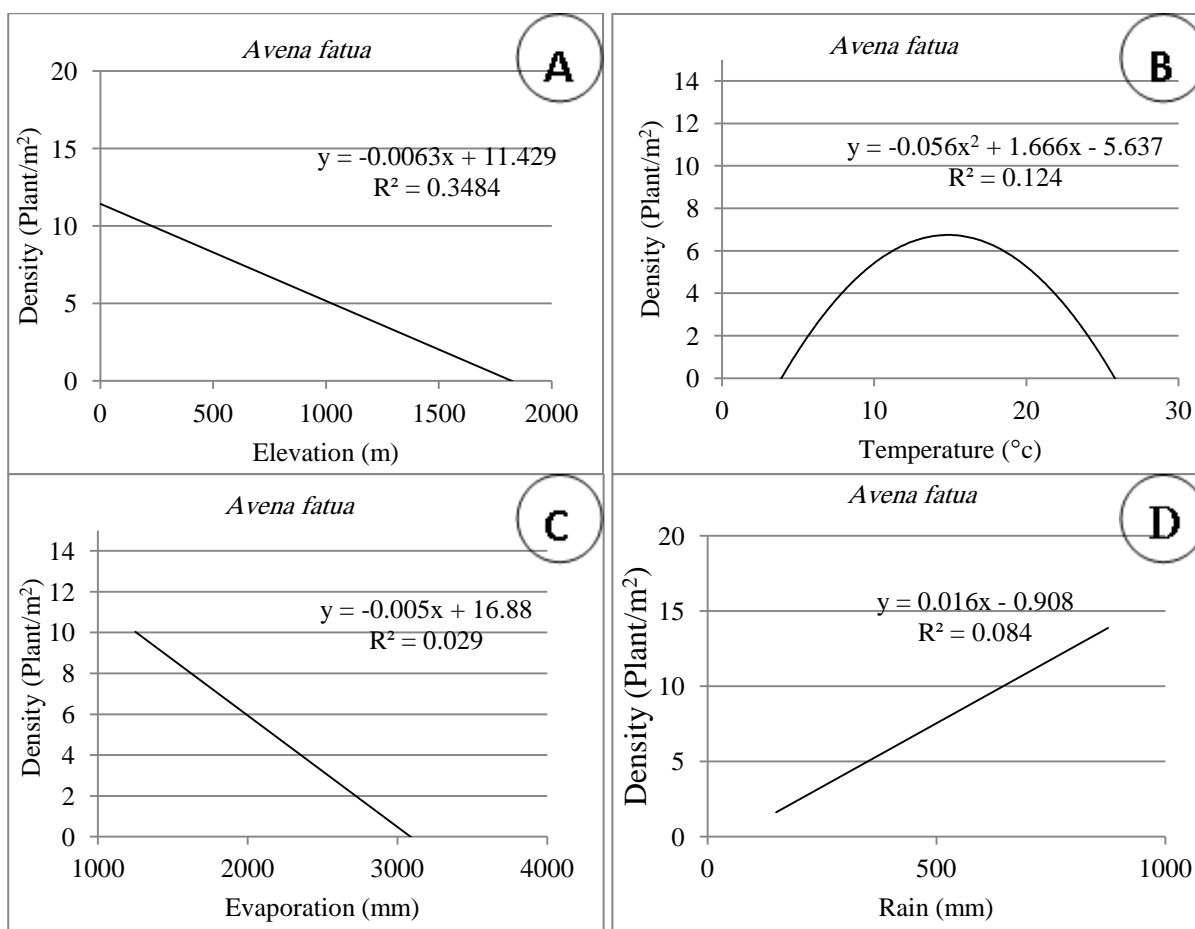 Avena fatua
A
20
15
10
5
0
y = -0.0063x + 11.429
R² = 0.3484
0 500 1000 1500 2000
Elevation (m)
Density (Plant/m²)
Avena fatua
B
14
12
10
8
6
4
2
0
y = -0.056x² + 1.666x - 5.637
R² = 0.124
0 10 20 30
Temperature (°c)
Density (Plant/m²)
Avena fatua
C
14
12
10
8
6
4
2
0
y = -0.005x + 16.88
R² = 0.029
1000 2000 3000 4000
Evaporation (mm)
Density (Plant/m²)
Avena fatua
D
20
15
10
5
0
y = 0.016x - 0.908
R² = 0.084
0 500 1000
Rain (mm)
Density (Plant/m²)